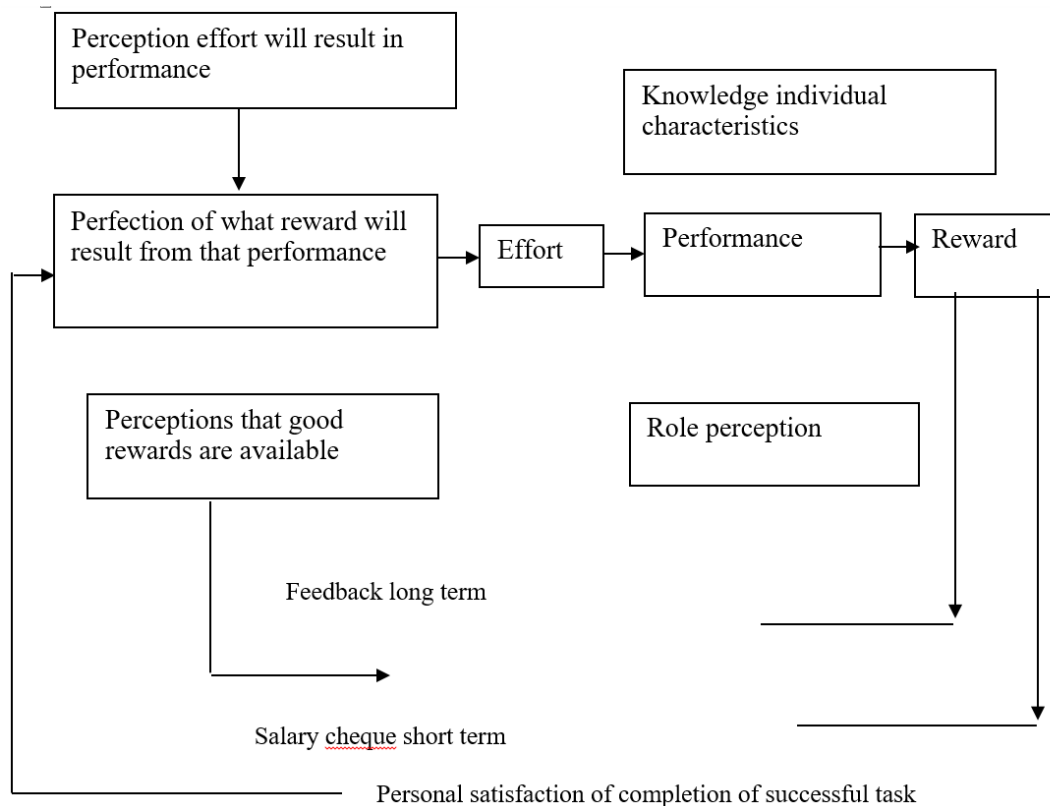 Perception effort will result in
performance
Knowledge individual
characteristics
Perfection of what reward will
result from that performance
Effort
Performance
Reward
Perceptions that good
rewards are available
Role perception
Feedback long term
Salary cheque short term
Personal satisfaction of completion of successful task